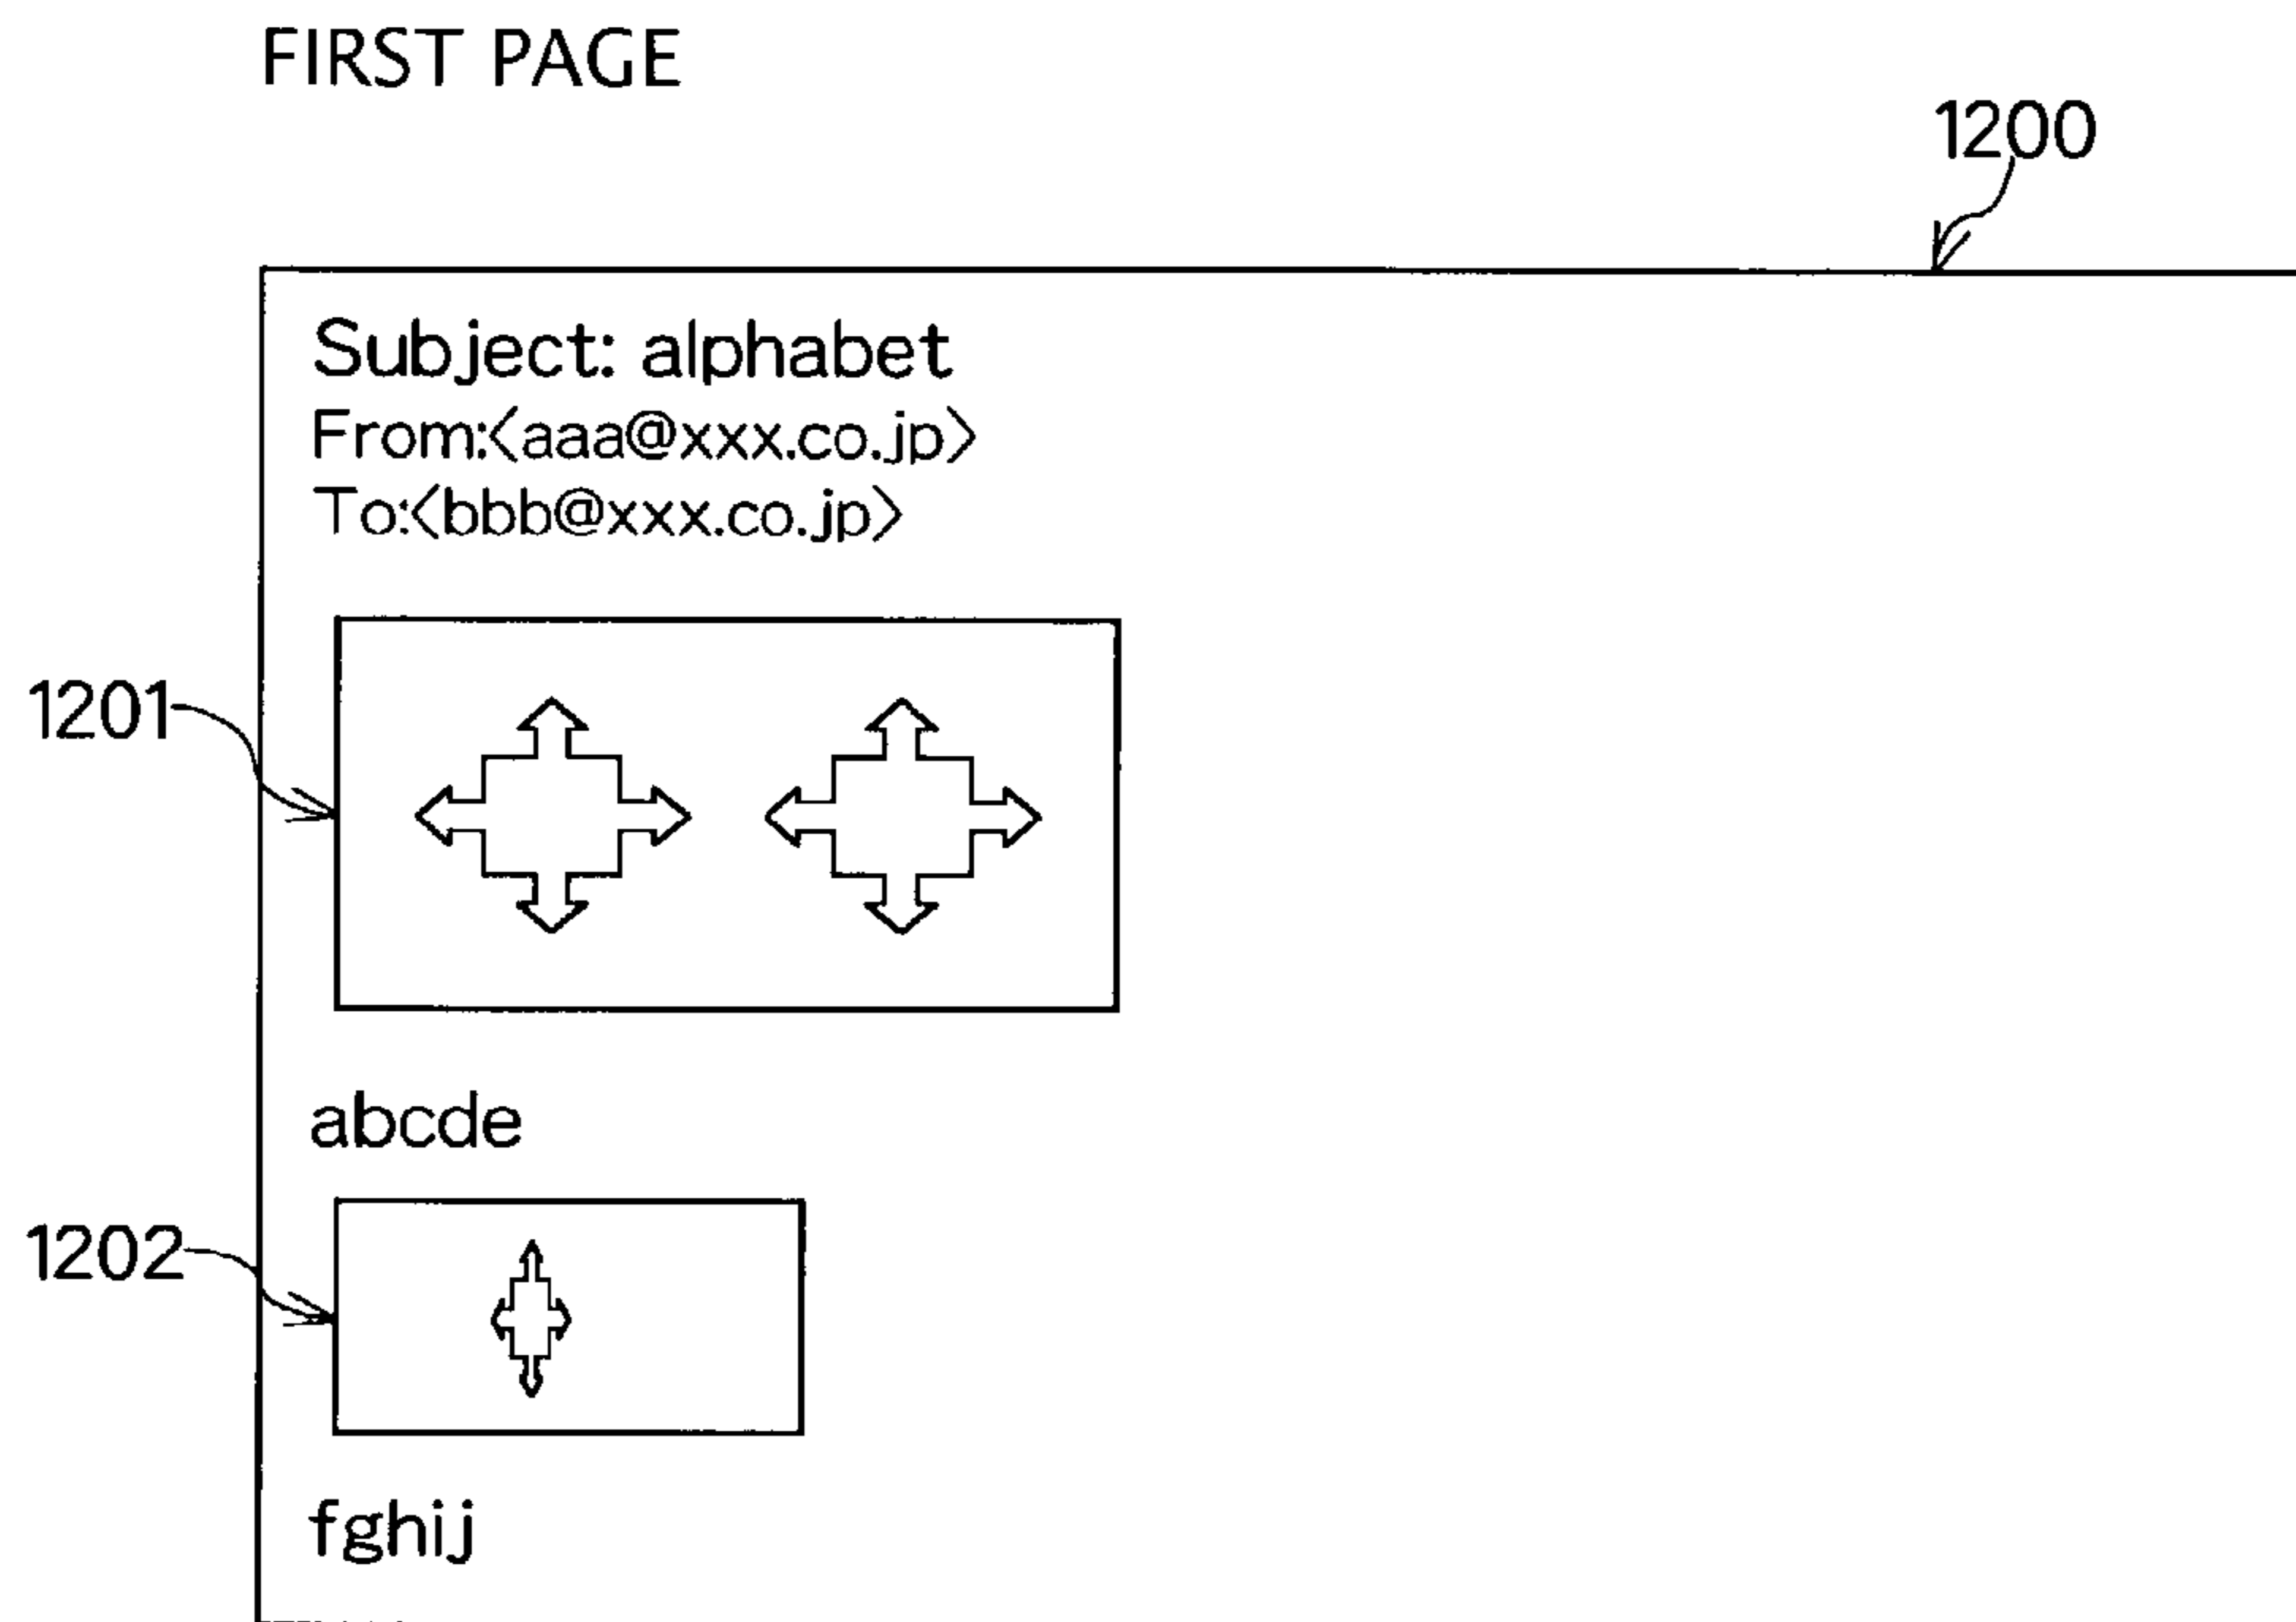 FIRST PAGE
1200
Subject: alphabet
From:<aaa@xxx.co.jp>
To:<bbb@xxx.co.jp>
1201
abcde
1202
fghij